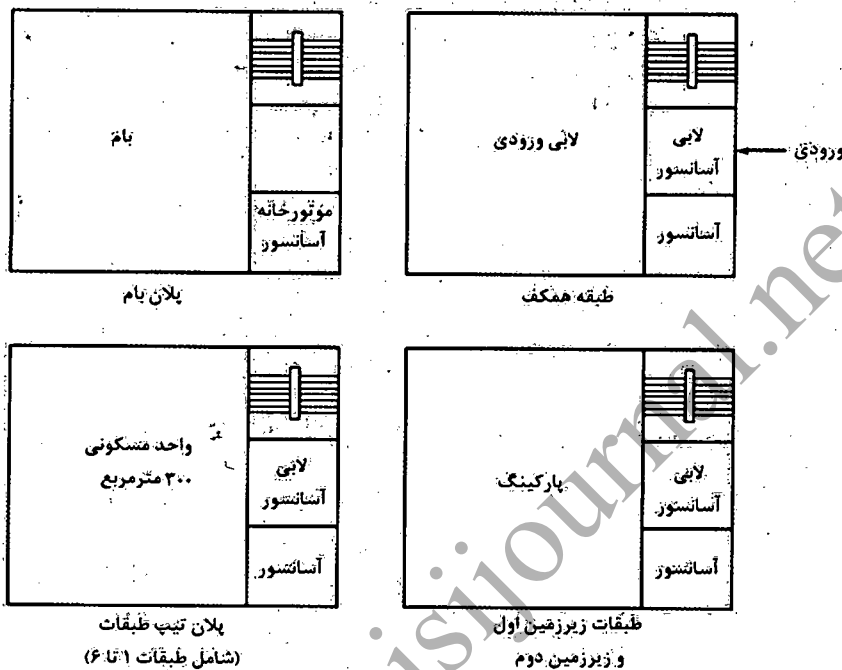 بام
موتورخانه
آسانسور
پلان بام
لابی ورودی
لابی
آسانسور
آسانسور
ورودی
طبقه همکف
واحد مسکونی
۳۰۰ مترمربع
لابی
آسانسور
آسانسور
پلان تیپ طبقات
(شامل طبقات ۱ تا ۶)
پارکینگ
لابی
آسانسور
آسانسور
طبقات زیرزمین اول
و زیرزمین دوم